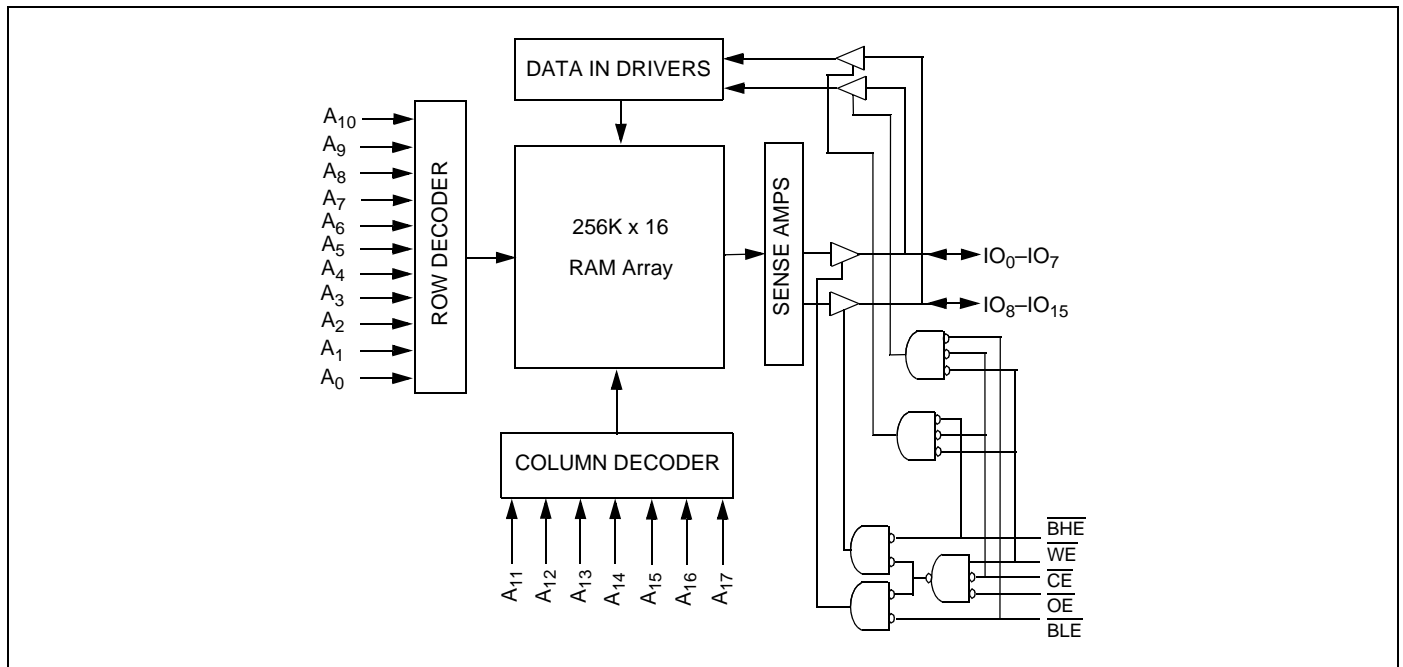 DATA IN DRIVERS
A10
A9
A8
A7
A6
A5
A4
A3
A2
A1
A0
ROW DECODER
256K x 16
RAM Array
SENSE AMPS
IO0–IO7
IO8–IO15
COLUMN DECODER
A11
A12
A13
A14
A15
A16
A17
BHE
WE
CE
OE
BLE